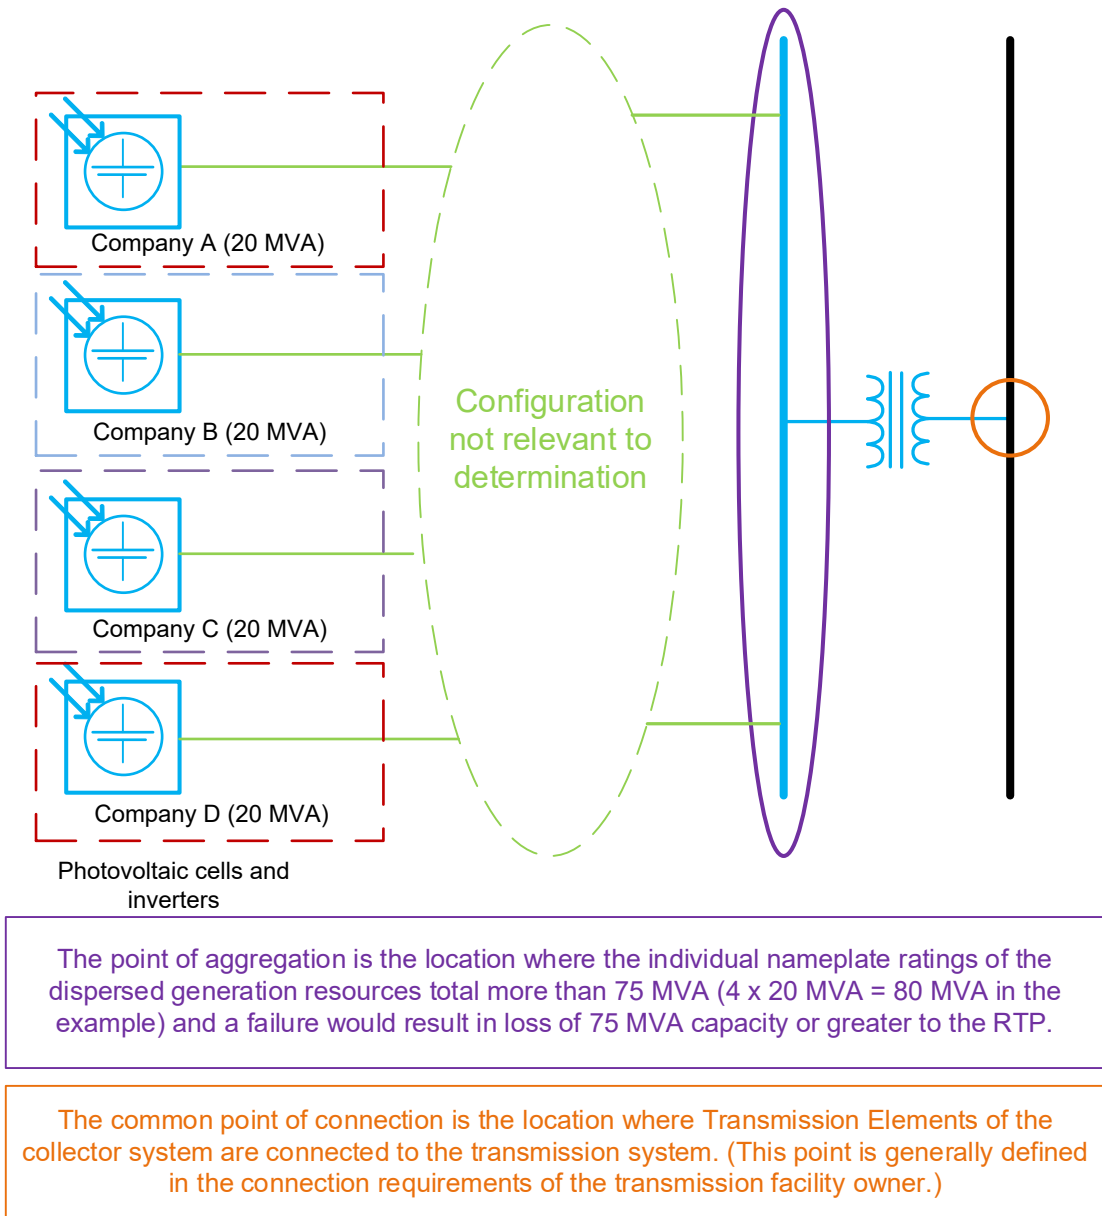 Company A (20 MVA)
Company B (20 MVA)
Company C (20 MVA)
Company D (20 MVA)
Photovoltaic cells and
inverters
Configuration
not relevant to
determination
The point of aggregation is the location where the individual nameplate ratings of the
dispersed generation resources total more than 75 MVA (4 x 20 MVA = 80 MVA in the
example) and a failure would result in loss of 75 MVA capacity or greater to the RTP.
The common point of connection is the location where Transmission Elements of the
collector system are connected to the transmission system. (This point is generally defined
in the connection requirements of the transmission facility owner.)